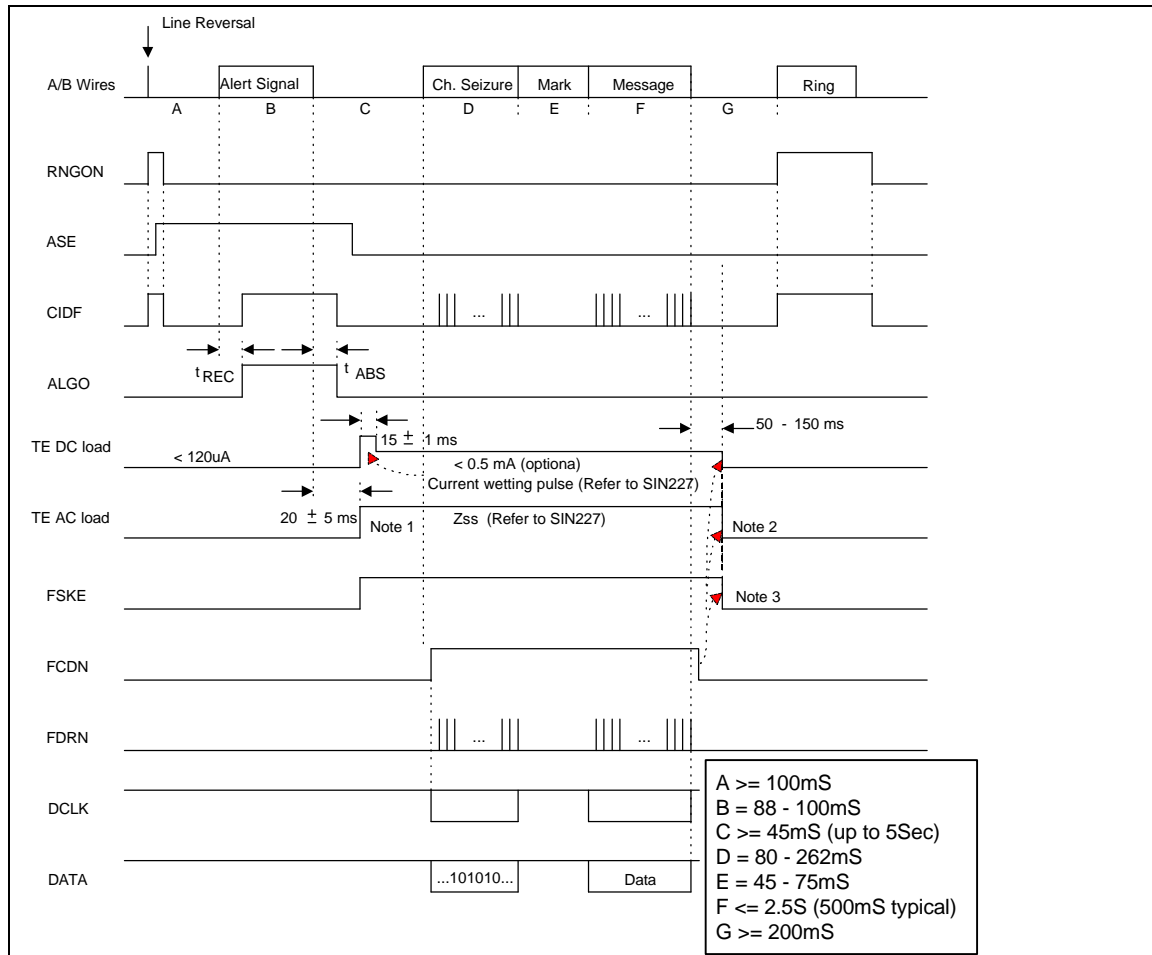 Line Reversal
A/B Wires
Alert Signal
Ch. Seizure
Mark
Message
Ring
A
B
C
D
E
F
G
RNGON
ASE
CIDF
...
...
tREC
tABS
ALGO
50 - 150 ms
15 ± 1 ms
TE DC load
< 120uA
< 0.5 mA (optiona)
Current wetting pulse (Refer to SIN227)
20 ± 5 ms
TE AC load
Note 1
Zss (Refer to SIN227)
Note 2
FSKE
Note 3
FCDN
FDRN
...
...
DCLK
DATA
...101010...
Data
A >= 100mS
B = 88 - 100mS
C >= 45mS (up to 5Sec)
D = 80 - 262mS
E = 45 - 75mS
F <= 2.5S (500mS typical)
G >= 200mS